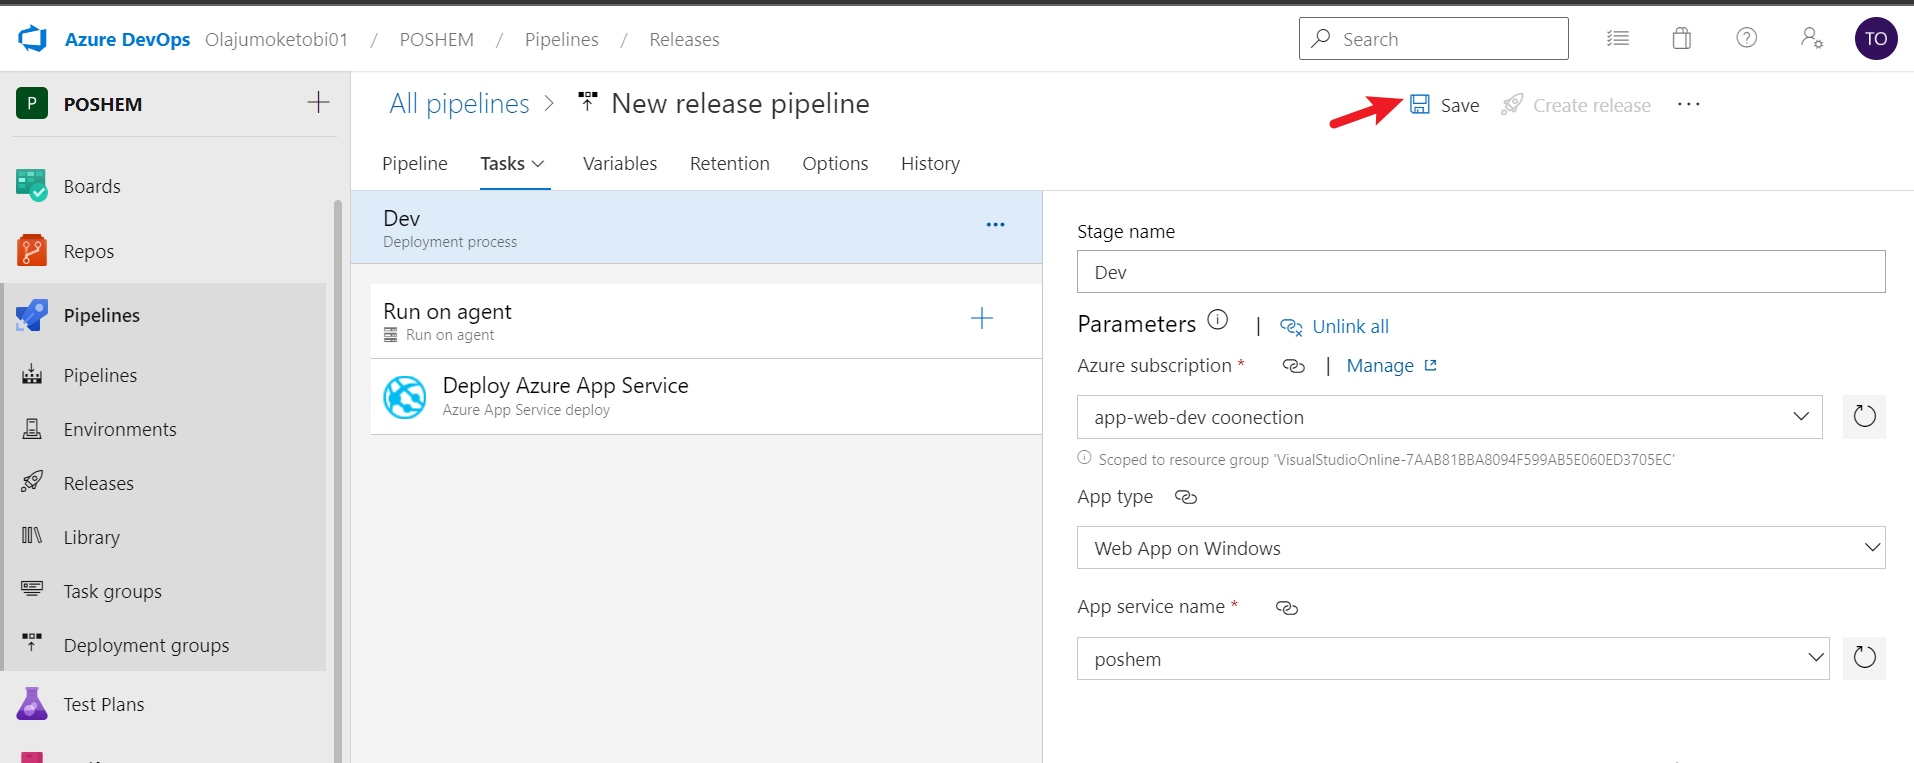 Azure DevOps Olajumoketobi01 / POSHEM / Pipelines / Releases
Search
TO
P POSHEM
Boards
Repos
Pipelines
Pipelines
Environments
Releases
Library
Task groups
Deployment groups
Test Plans
All pipelines > New release pipeline
Save Create release ...
Pipeline Tasks Variables Retention Options History
Dev
Deployment process
Run on agent
Run on agent
Deploy Azure App Service
Azure App Service deploy
Stage name
Dev
Parameters | Unlink all
Azure subscription * | Manage
app-web-dev coonection
Scoped to resource group 'VisualStudioOnline-7AAB81BBA8094F599AB5E060ED3705EC'
App type
Web App on Windows
App service name *
poshem